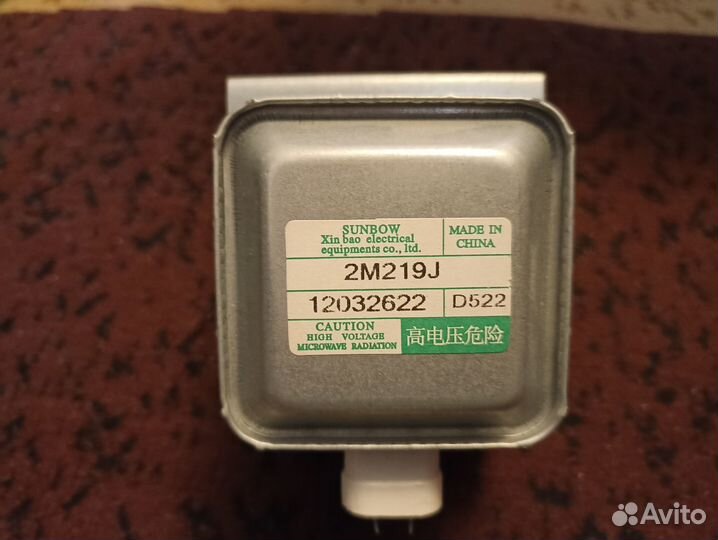 SUNBOW
Xin bao electrical
equipments co., ltd.
MADE IN
CHINA
2M219J
12032622
D522
CAUTION
HIGH VOLTAGE
MICROWAVE RADIATION
高电压危险
Avito